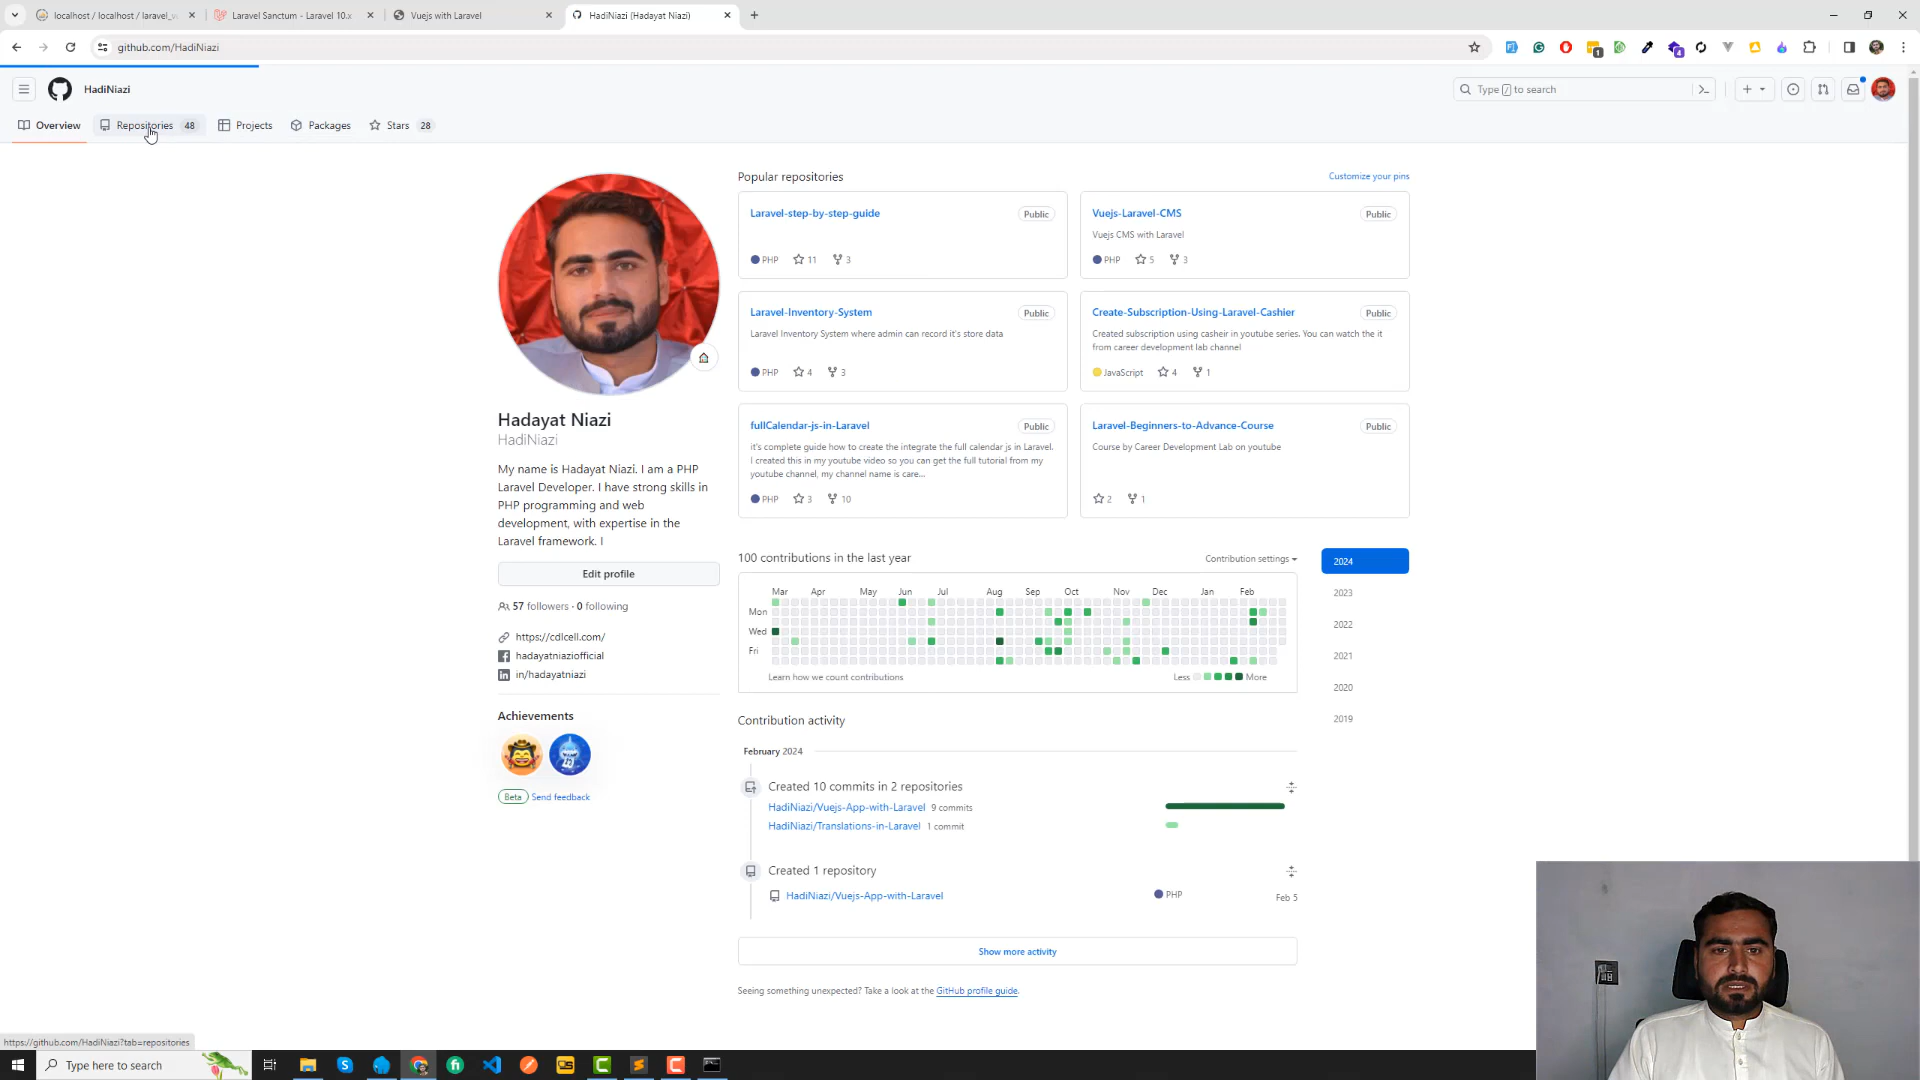 localhost / localhost / laravel_v
Laravel Sanctum - Laravel 10.x
Vuejs with Laravel
HadiNiazi (Hadayat Niazi)
github.com/HadiNiazi
1
4
HadiNiazi
Type / to search
Overview
Repositories 48
Projects
Packages
Stars 28
Popular repositories
Customize your pins
Laravel-step-by-step-guide
Public
PHP 11 3
Vuejs-Laravel-CMS
Public
Vuejs CMS with Laravel
PHP 5 3
Laravel-Inventory-System
Public
Laravel Inventory System where admin can record it's store data
PHP 4 3
Create-Subscription-Using-Laravel-Cashier
Public
Created subscription using casheir in youtube series. You can watch the it
from career development lab channel
JavaScript 4 1
fullCalendar-js-in-Laravel
Public
it's complete guide how to create the integrate the full calendar js in Laravel.
I created this in my youtube video so you can get the full tutorial from my
youtube channel, my channel name is care...
PHP 3 10
Laravel-Beginners-to-Advance-Course
Public
Course by Career Development Lab on youtube
2 1
Hadayat Niazi
HadiNiazi
My name is Hadayat Niazi. I am a PHP
Laravel Developer. I have strong skills in
PHP programming and web
development, with expertise in the
Laravel framework. I
Edit profile
57 followers · 0 following
https://cdlcell.com/
hadayatniaziofficial
in/hadayatniazi
Achievements
Beta Send feedback
100 contributions in the last year
Contribution settings
2024
2023
2022
2021
2020
2019
Mar Apr May Jun Jul Aug Sep Oct Nov Dec Jan Feb
Mon
Wed
Fri
Learn how we count contributions
Less More
Contribution activity
February 2024
Created 10 commits in 2 repositories
HadiNiazi/Vuejs-App-with-Laravel 9 commits
HadiNiazi/Translations-in-Laravel 1 commit
Created 1 repository
HadiNiazi/Vuejs-App-with-Laravel
PHP
Feb 5
Show more activity
Seeing something unexpected? Take a look at the GitHub profile guide.
https://github.com/HadiNiazi?tab=repositories
Type here to search